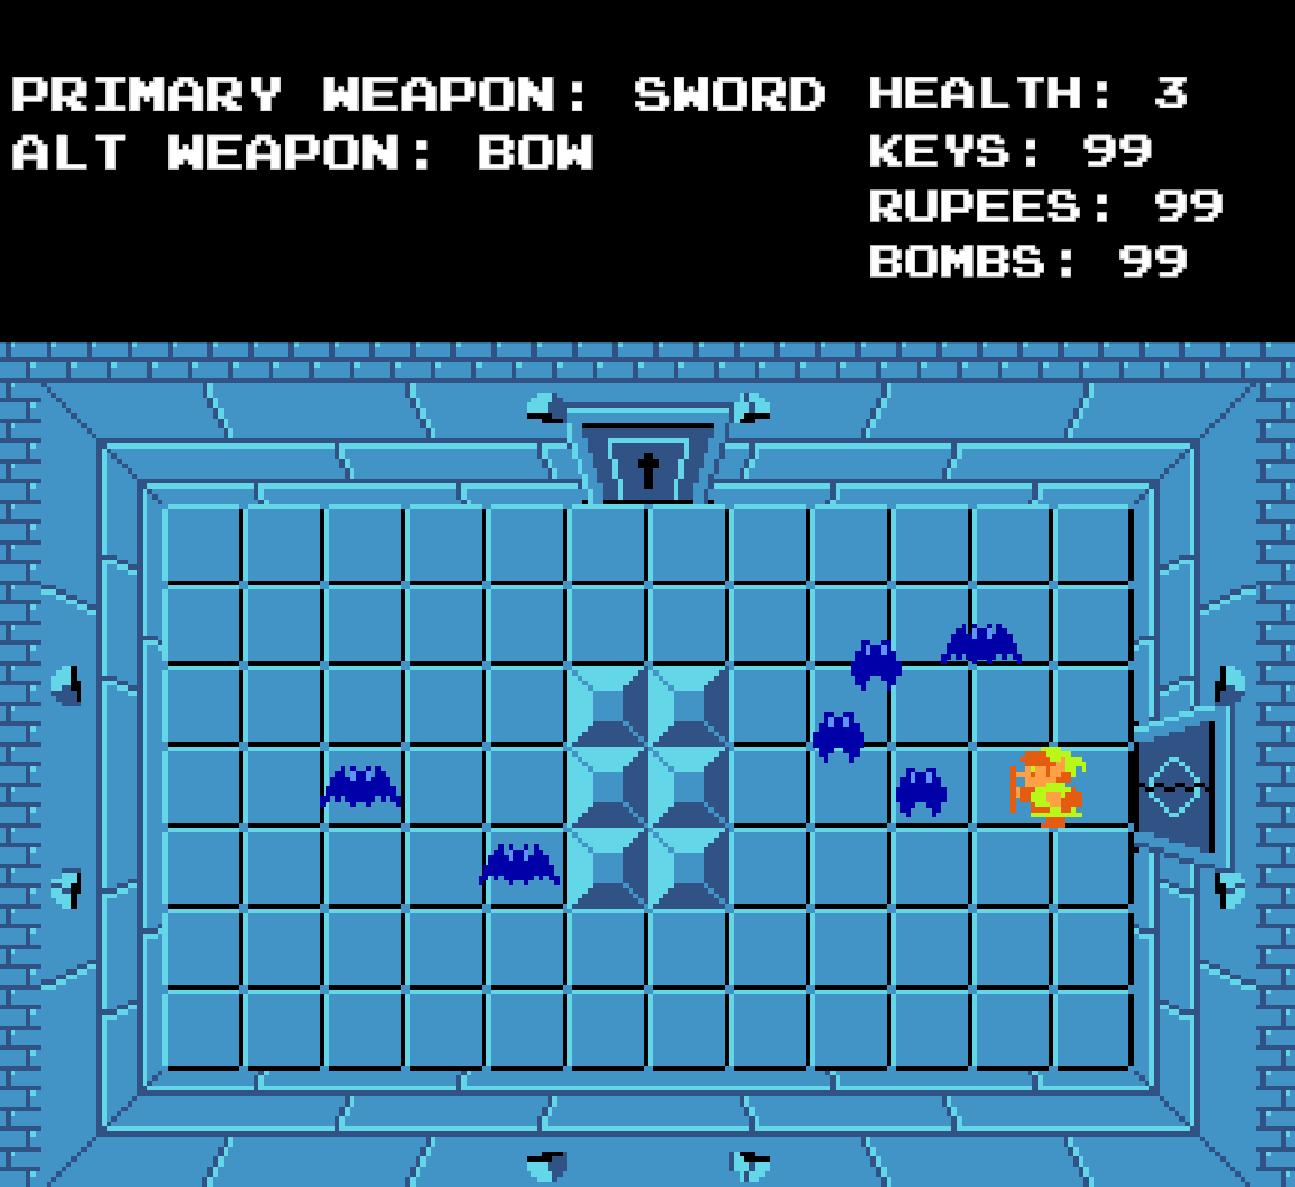 PRIMARY WEAPON: SWORD
ALT WEAPON: BOW
HEALTH: 3
KEYS: 99
RUPEES: 99
BOMBS: 99